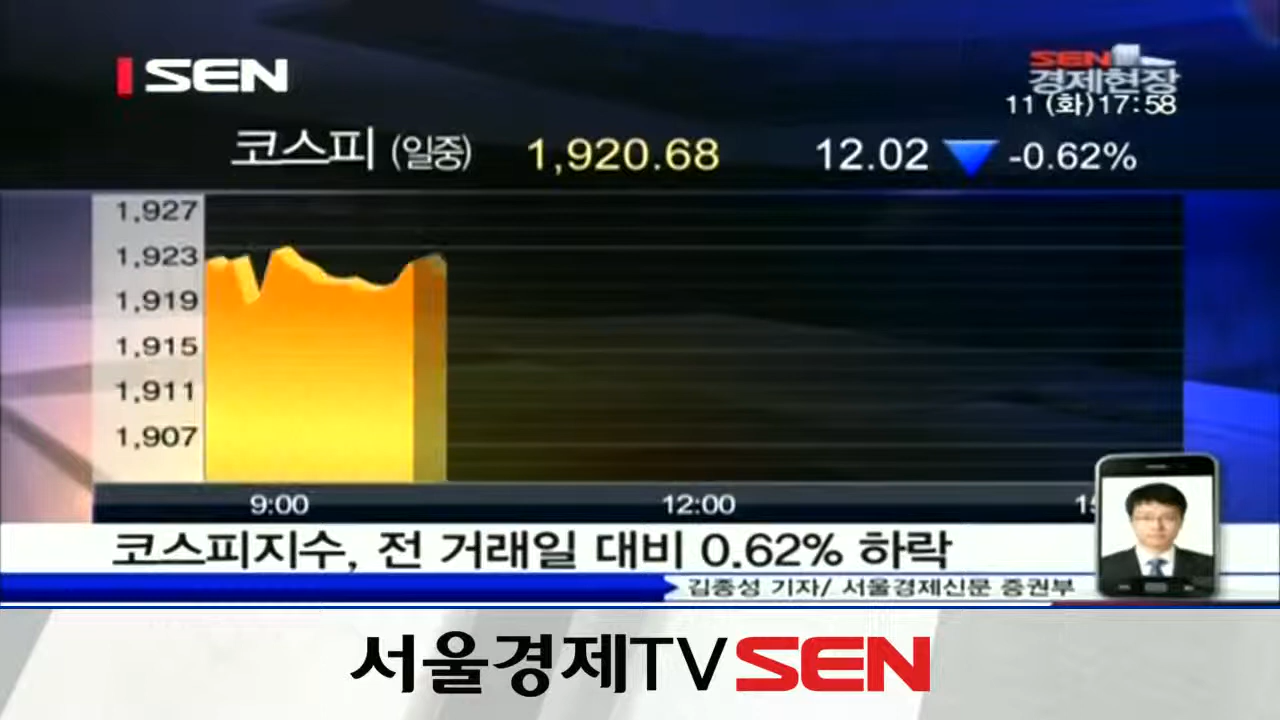 SEN
SEN
경제현장
11 (화) 17:58
코스피 (일중) 1,920.68 12.02 ▼ -0.62%
1,927
1,923
1,919
1,915
1,911
1,907
9:00 12:00
코스피지수, 전 거래일 대비 0.62% 하락
김종성 기자/ 서울경제신문 증권부
서울경제TV SEN